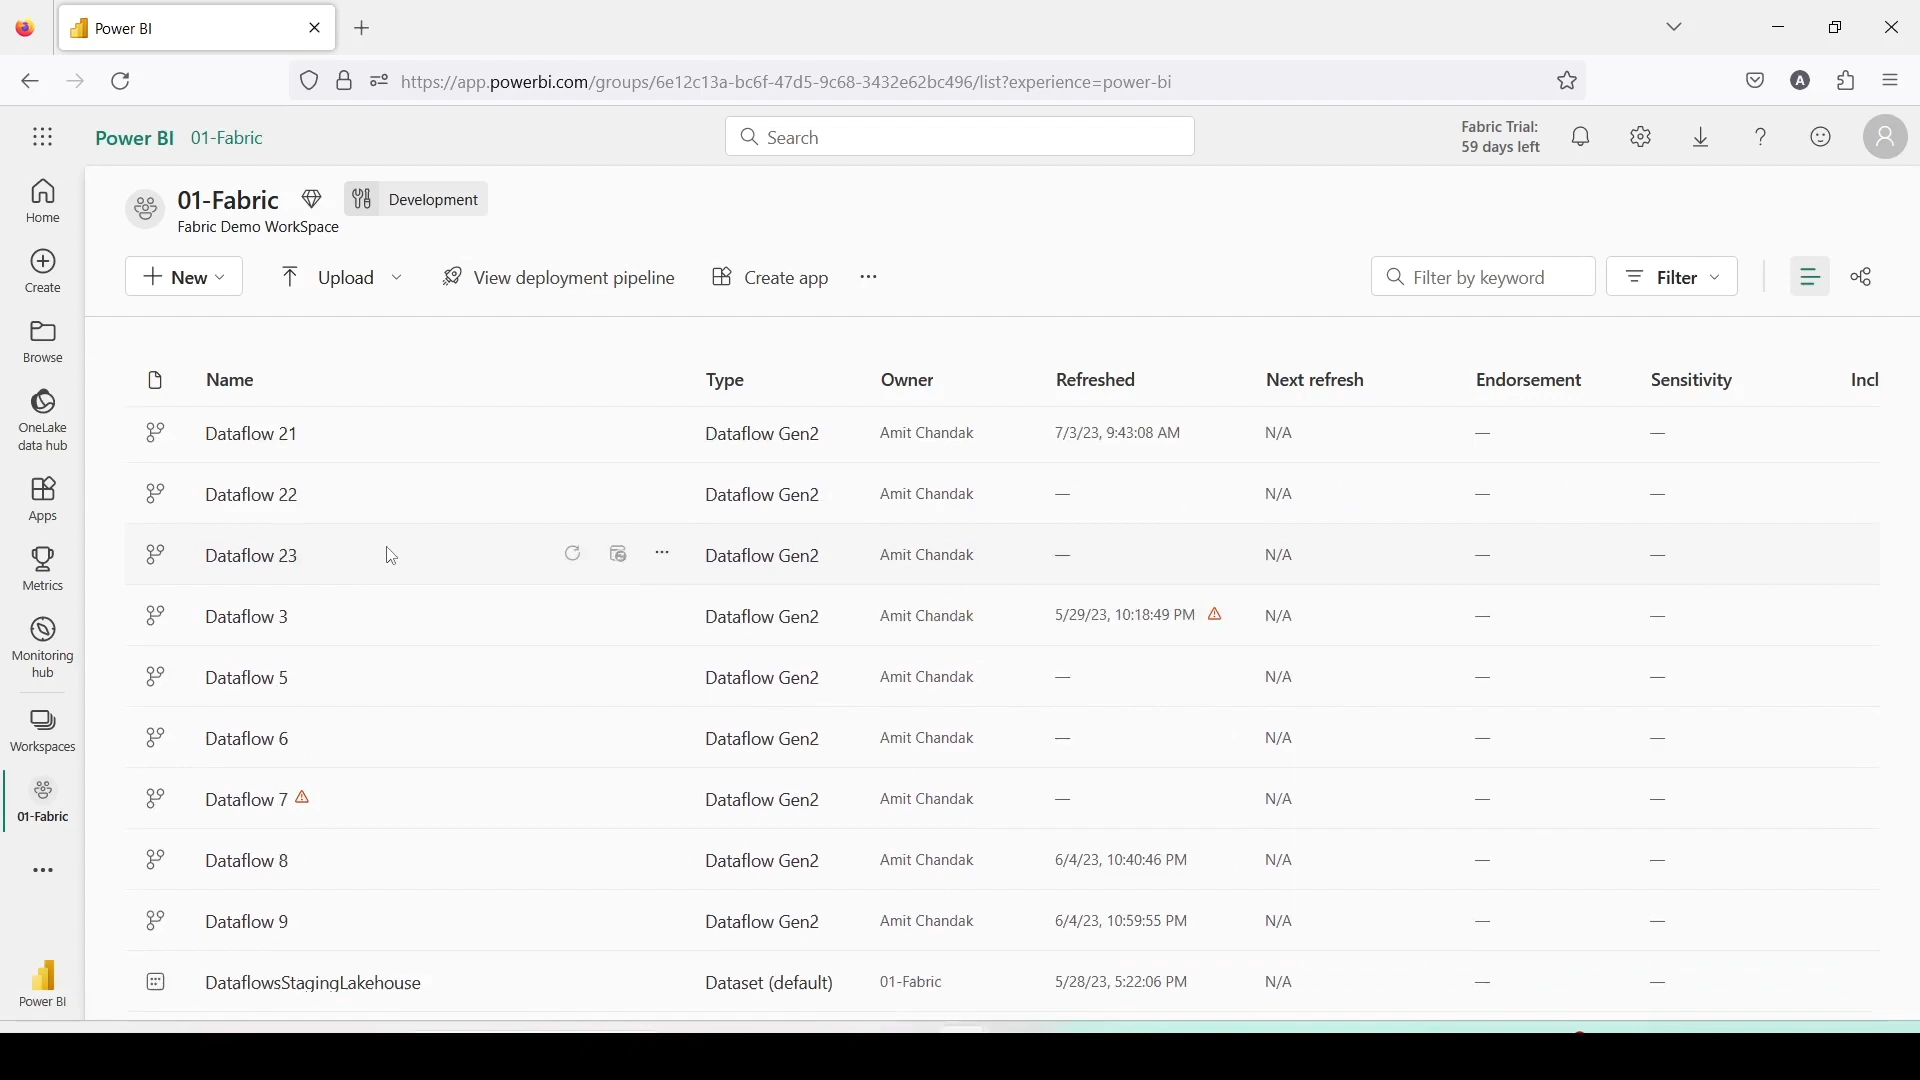 Power BI
https://app.powerbi.com/groups/6e12c13a-bc6f-47d5-9c68-3432e62bc496/list?experience=power-bi
A
Power BI 01-Fabric
Search
Fabric Trial:
59 days left
Home
Create
Browse
OneLake
data hub
Apps
Metrics
Monitoring
hub
Workspaces
01-Fabric
Power BI
01-Fabric
Development
Fabric Demo WorkSpace
New
Upload
View deployment pipeline
Create app
Filter by keyword
Filter
Name Type Owner Refreshed Next refresh Endorsement Sensitivity Incl
Dataflow 21 Dataflow Gen2 Amit Chandak 7/3/23, 9:43:08 AM N/A — —
Dataflow 22 Dataflow Gen2 Amit Chandak — N/A — —
Dataflow 23 Dataflow Gen2 Amit Chandak — N/A — —
Dataflow 3 Dataflow Gen2 Amit Chandak 5/29/23, 10:18:49 PM N/A — —
Dataflow 5 Dataflow Gen2 Amit Chandak — N/A — —
Dataflow 6 Dataflow Gen2 Amit Chandak — N/A — —
Dataflow 7 Dataflow Gen2 Amit Chandak — N/A — —
Dataflow 8 Dataflow Gen2 Amit Chandak 6/4/23, 10:40:46 PM N/A — —
Dataflow 9 Dataflow Gen2 Amit Chandak 6/4/23, 10:59:55 PM N/A — —
DataflowsStagingLakehouse Dataset (default) 01-Fabric 5/28/23, 5:22:06 PM N/A — —